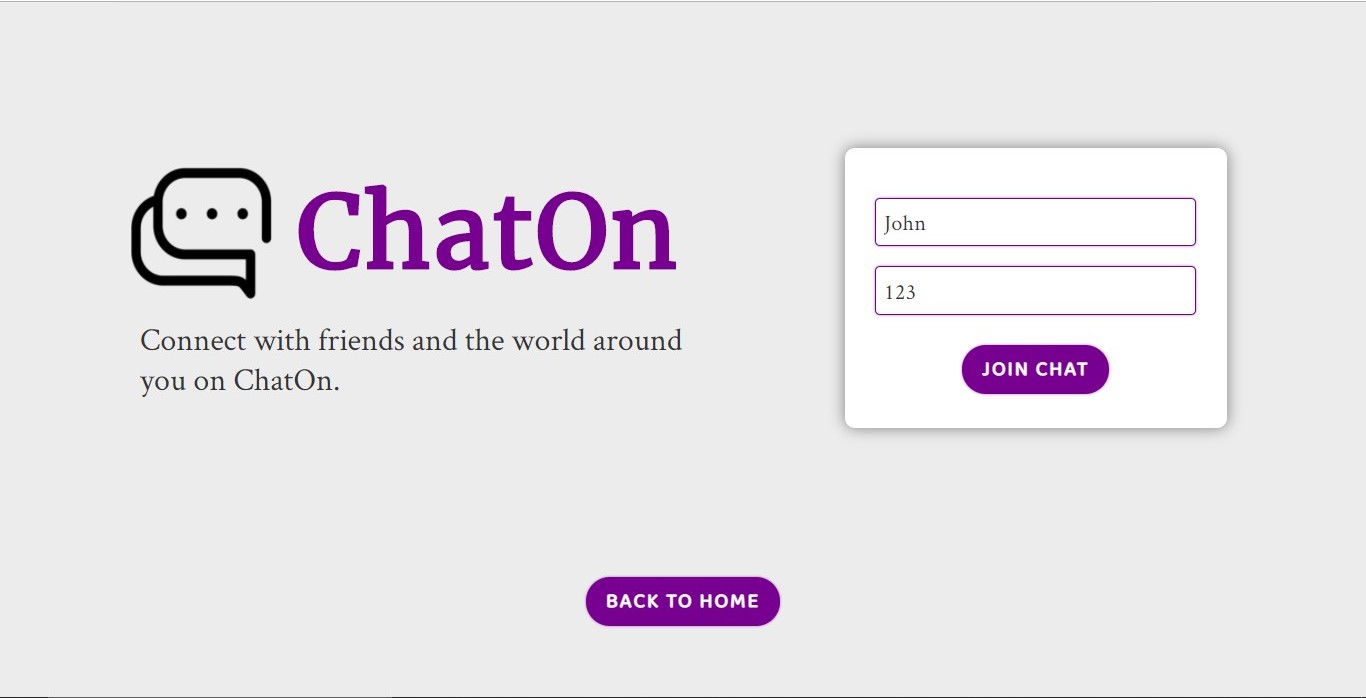 ChatOn
Connect with friends and the world around
you on ChatOn.
John
123
JOIN CHAT
BACK TO HOME